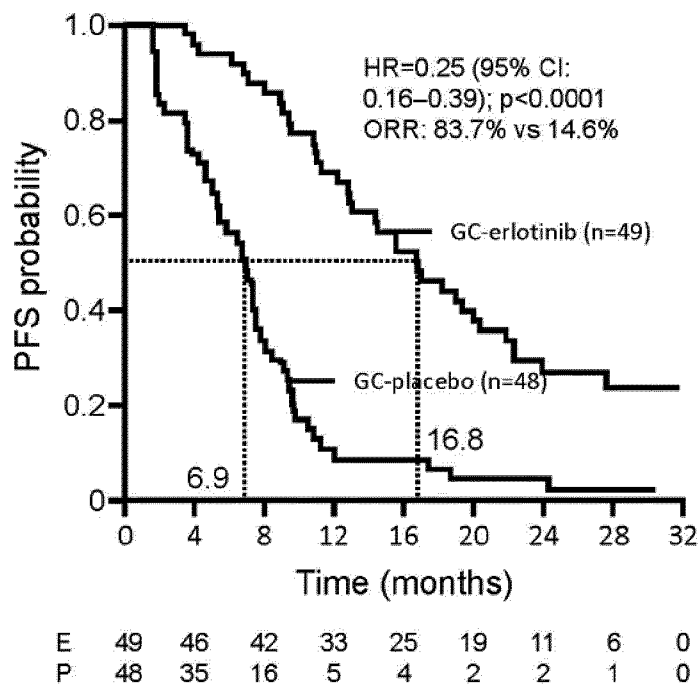 1.0
HR=0.25 (95% CI:
0.16–0.39); p<0.0001
ORR: 83.7% vs 14.6%
0.8
0.6
GC-erlotinib (n=49)
PFS probability
0.4
GC-placebo (n=48)
0.2
16.8
6.9
0
0 4 8 12 16 20 24 28 32
Time (months)
E 49 46 42 33 25 19 11 6 0
P 48 35 16 5 4 2 2 1 0